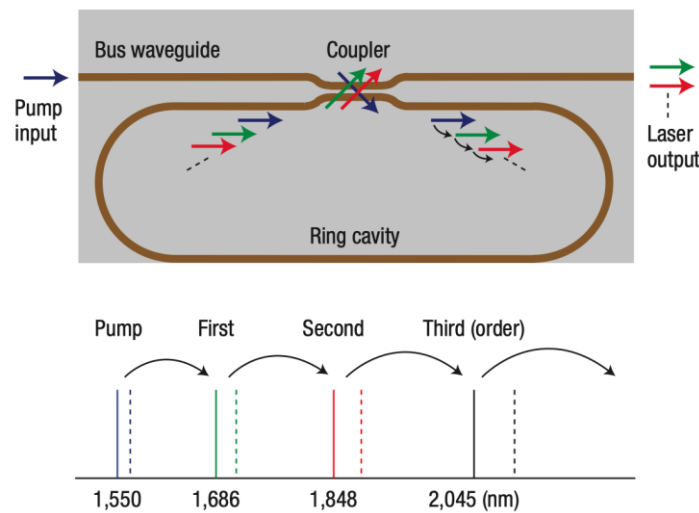 Bus waveguide
Coupler
Pump
input
Laser
output
Ring cavity
Pump First Second Third (order)
1,550 1,686 1,848 2,045 (nm)